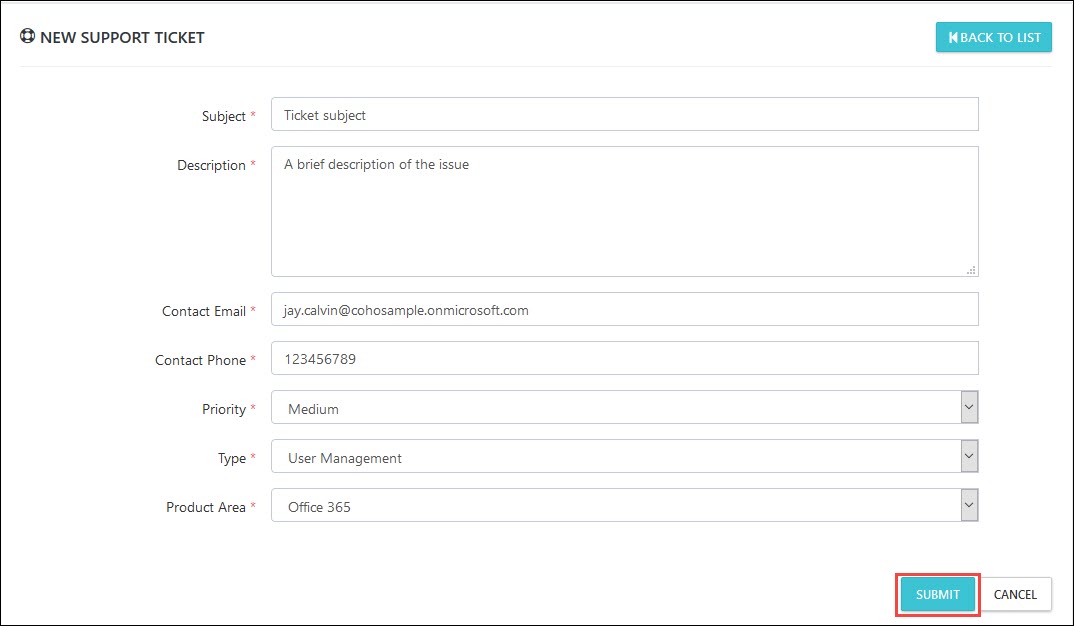 NEW SUPPORT TICKET
BACK TO LIST
Subject *
Ticket subject
Description *
A brief description of the issue
Contact Email *
jay.calvin@cohosample.onmicrosoft.com
Contact Phone *
123456789
Priority *
Medium
Type *
User Management
Product Area *
Office 365
SUBMIT
CANCEL